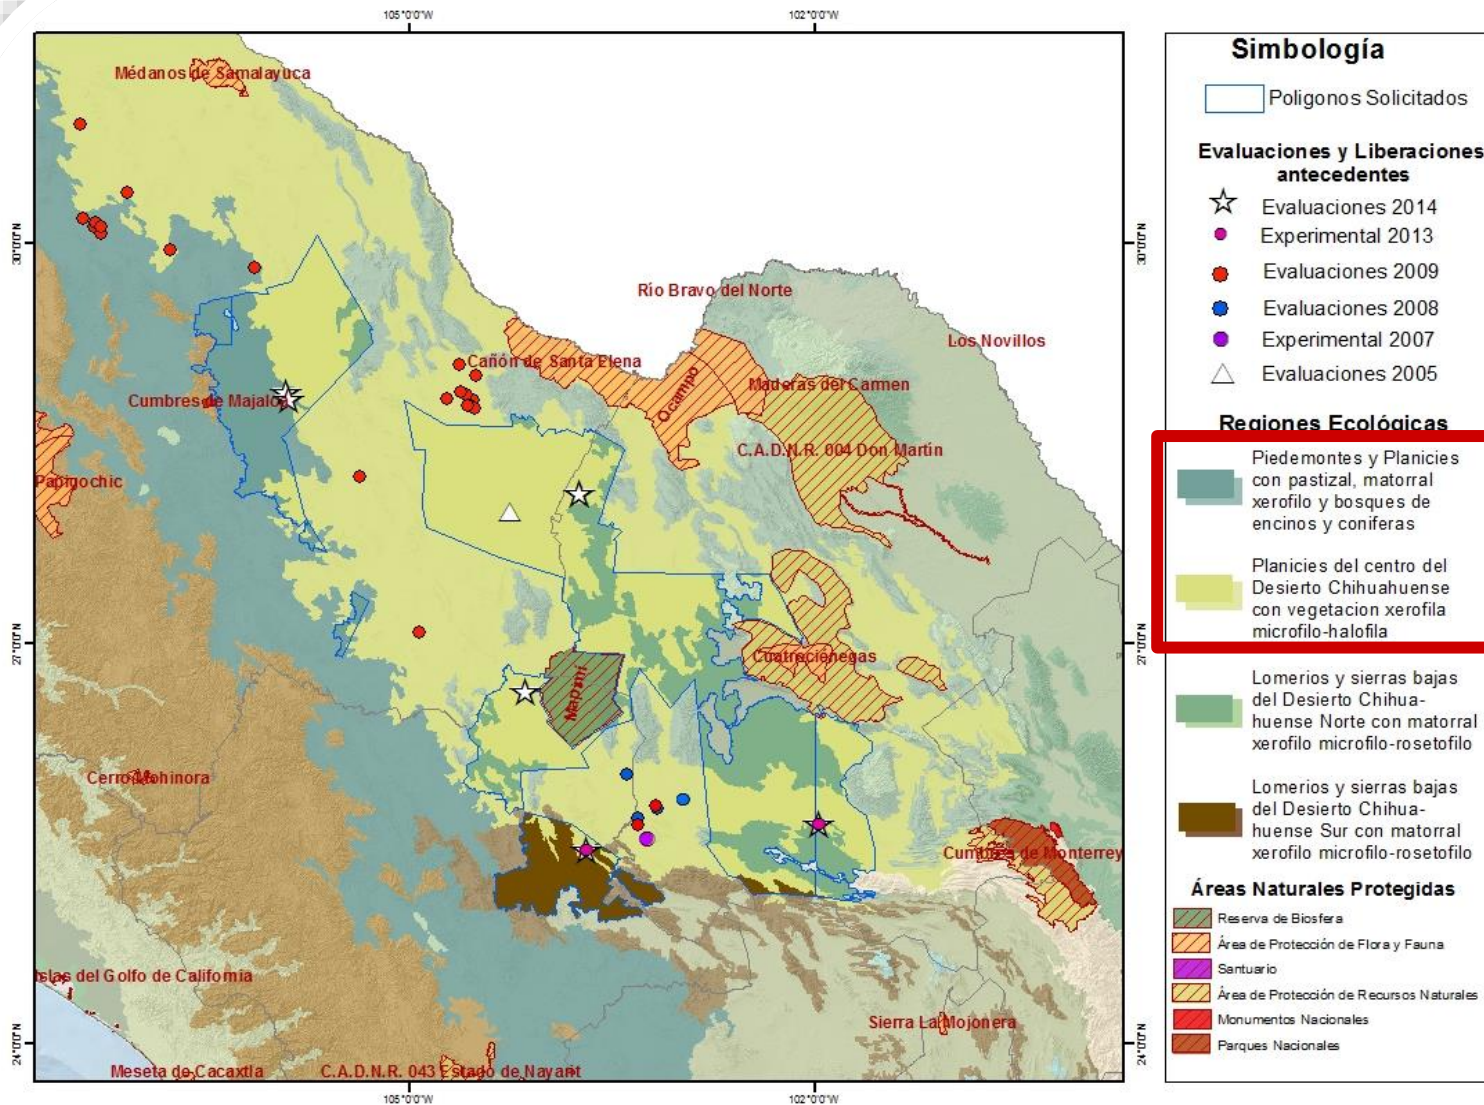 105°0'0"W
102°0'0"W
Médanos de Samalayuca
30°0'0"N
30°0'0"N
Río Bravo del Norte
Los Novillos
Cañón de Santa Elena
Maderas del Carmen
Ocampo
Cumbres de Majalca
C.A.D.N.R. 004 Don Martín
Papigochic
27°0'0"N
27°0'0"N
Cuatrociénegas
Mapimí
Cerro Mohinora
Cumbres de Monterrey
Islas del Golfo de California
Sierra La Mojonera
24°0'0"N
24°0'0"N
Meseta de Cacaxtla
C.A.D.N.R. 043 Estado de Nayarit
105°0'0"W
102°0'0"W
Simbología
Poligonos Solicitados
Evaluaciones y Liberaciones
antecedentes
Evaluaciones 2014
Experimental 2013
Evaluaciones 2009
Evaluaciones 2008
Experimental 2007
Evaluaciones 2005
Regiones Ecológicas
Piedemontes y Planicies
con pastizal, matorral
xerofilo y bosques de
encinos y coniferas
Planicies del centro del
Desierto Chihuahuense
con vegetacion xerofila
microfilo-halofila
Lomerios y sierras bajas
del Desierto Chihua-
huense Norte con matorral
xerofilo microfilo-rosetofilo
Lomerios y sierras bajas
del Desierto Chihua-
huense Sur con matorral
xerofilo microfilo-rosetofilo
Áreas Naturales Protegidas
Reserva de Biosfera
Área de Protección de Flora y Fauna
Santuario
Área de Protección de Recursos Naturales
Monumentos Nacionales
Parques Nacionales